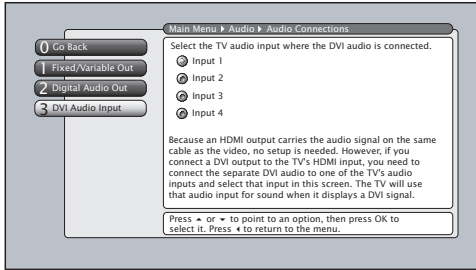 Main Menu ▸ Audio ▸ Audio Connections
0 Go Back
1 Fixed/Variable Out
2 Digital Audio Out
3 DVI Audio Input
Select the TV audio input where the DVI audio is connected.
Input 1
Input 2
Input 3
Input 4
Because an HDMI output carries the audio signal on the same
cable as the video, no setup is needed. However, if you
connect a DVI output to the TV's HDMI input, you need to
connect the separate DVI audio to one of the TV's audio
inputs and select that input in this screen. The TV will use
that audio input for sound when it displays a DVI signal.
Press ▴ or ▾ to point to an option, then press OK to
select it. Press ◂ to return to the menu.